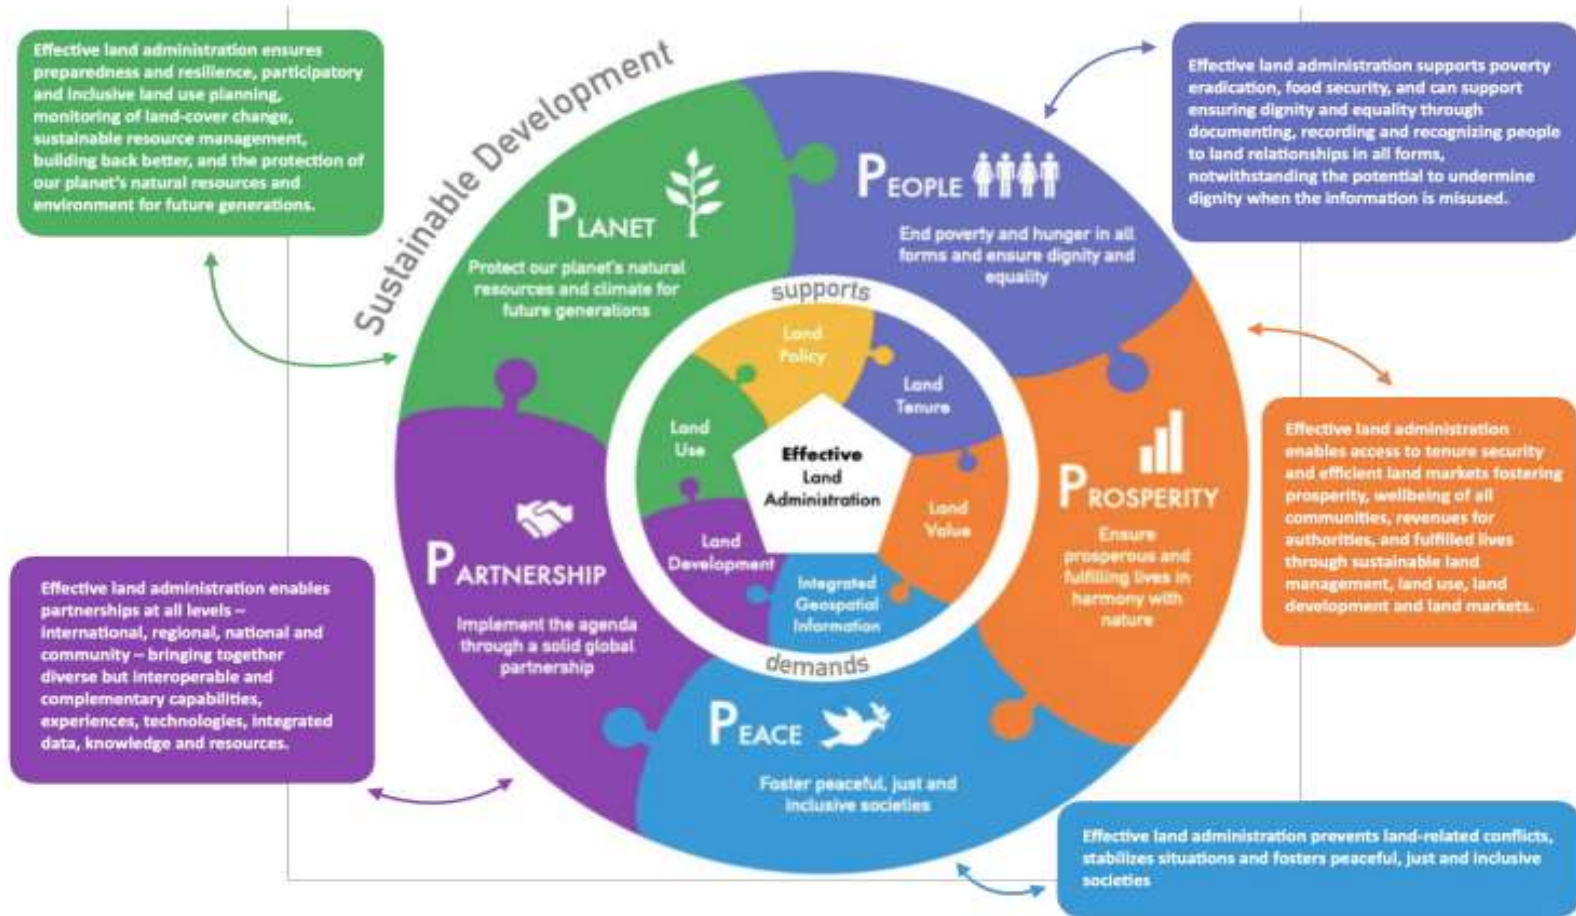 Effective land administration ensures
preparedness and resilience, participatory
and inclusive land use planning,
monitoring of land-cover change,
sustainable resource management,
building back better, and the protection of
our planet's natural resources and
environment for future generations.
Sustainable Development
Effective land administration supports poverty
eradication, food security, and can support
ensuring dignity and equality through
documenting, recording and recognizing people
to land relationships in all forms,
notwithstanding the potential to undermine
dignity when the information is misused.
PLANET
Protect our planet's natural
resources and climate for
future generations
PEOPLE
End poverty and hunger in all
forms and ensure dignity and
equality
supports
Land
Policy
Land
Tenure
Land
Use
Effective
Land
Administration
Land
Value
Land
Development
Integrated
Geospatial
Information
demands
PROSPERITY
Ensure
prosperous and
fulfilling lives in
harmony with
nature
Effective land administration
enables access to tenure security
and efficient land markets fostering
prosperity, wellbeing of all
communities, revenues for
authorities, and fulfilled lives
through sustainable land
management, land use, land
development and land markets.
PARTNERSHIP
Implement the agenda
through a solid global
partnership
Effective land administration enables
partnerships at all levels –
international, regional, national and
community – bringing together
diverse but interoperable and
complementary capabilities,
experiences, technologies, integrated
data, knowledge and resources.
PEACE
Foster peaceful, just and
inclusive societies
Effective land administration prevents land-related conflicts,
stabilizes situations and fosters peaceful, just and inclusive
societies